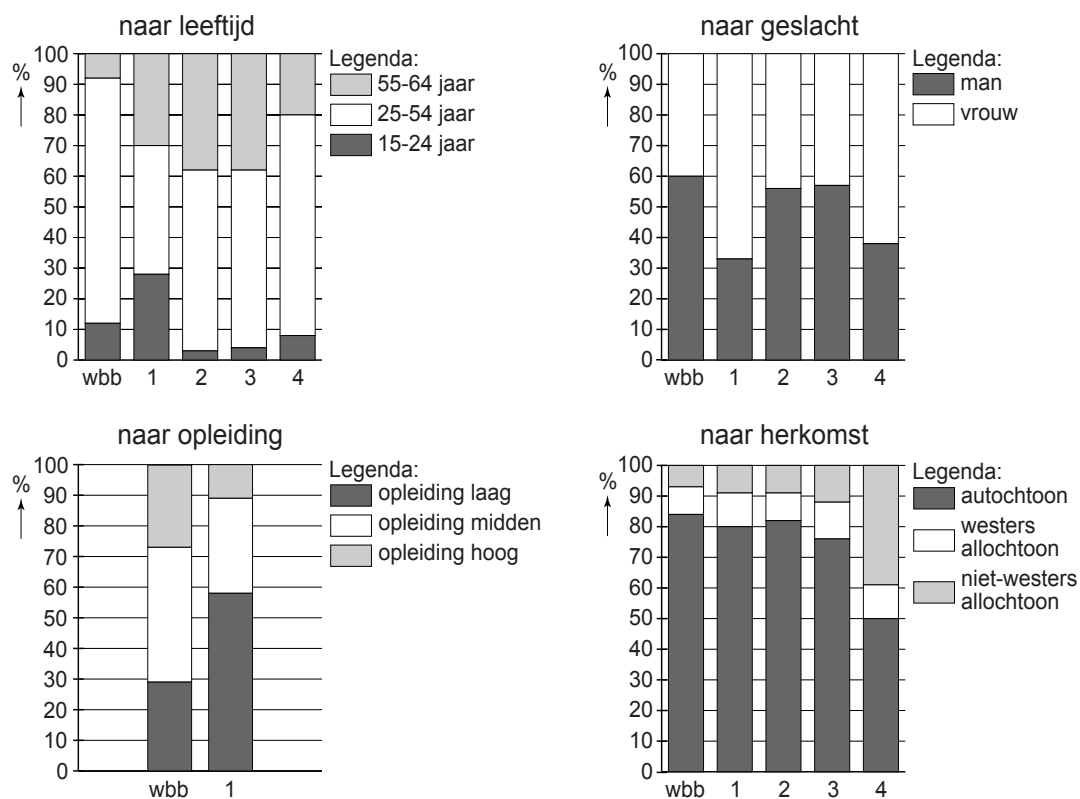 naar leeftijd
%
100
90
80
70
60
50
40
30
20
10
0
wbb 1 2 3 4
Legenda:
55-64 jaar
25-54 jaar
15-24 jaar
naar geslacht
%
100
90
80
70
60
50
40
30
20
10
0
wbb 1 2 3 4
Legenda:
man
vrouw
naar opleiding
%
100
90
80
70
60
50
40
30
20
10
0
wbb 1
Legenda:
opleiding laag
opleiding midden
opleiding hoog
naar herkomst
%
100
90
80
70
60
50
40
30
20
10
0
wbb 1 2 3 4
Legenda:
autochtoon
westers
allochtoon
niet-westers
allochtoon